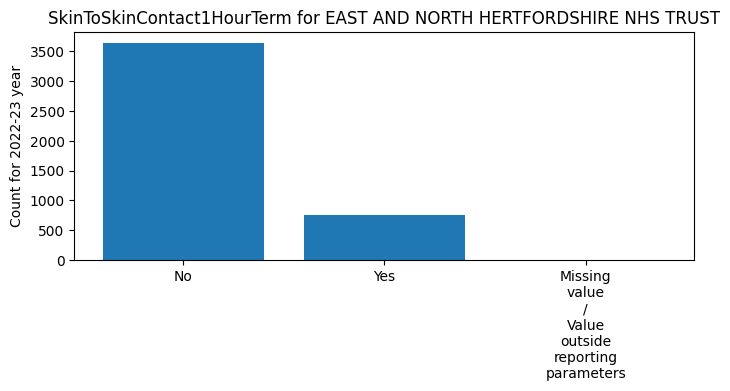 SkinToSkinContact1HourTerm for EAST AND NORTH HERTFORDSHIRE NHS TRUST
Count for 2022-23 year
3500
3000
2500
2000
1500
1000
500
0
No
Yes
Missing
value
/
Value
outside
reporting
parameters